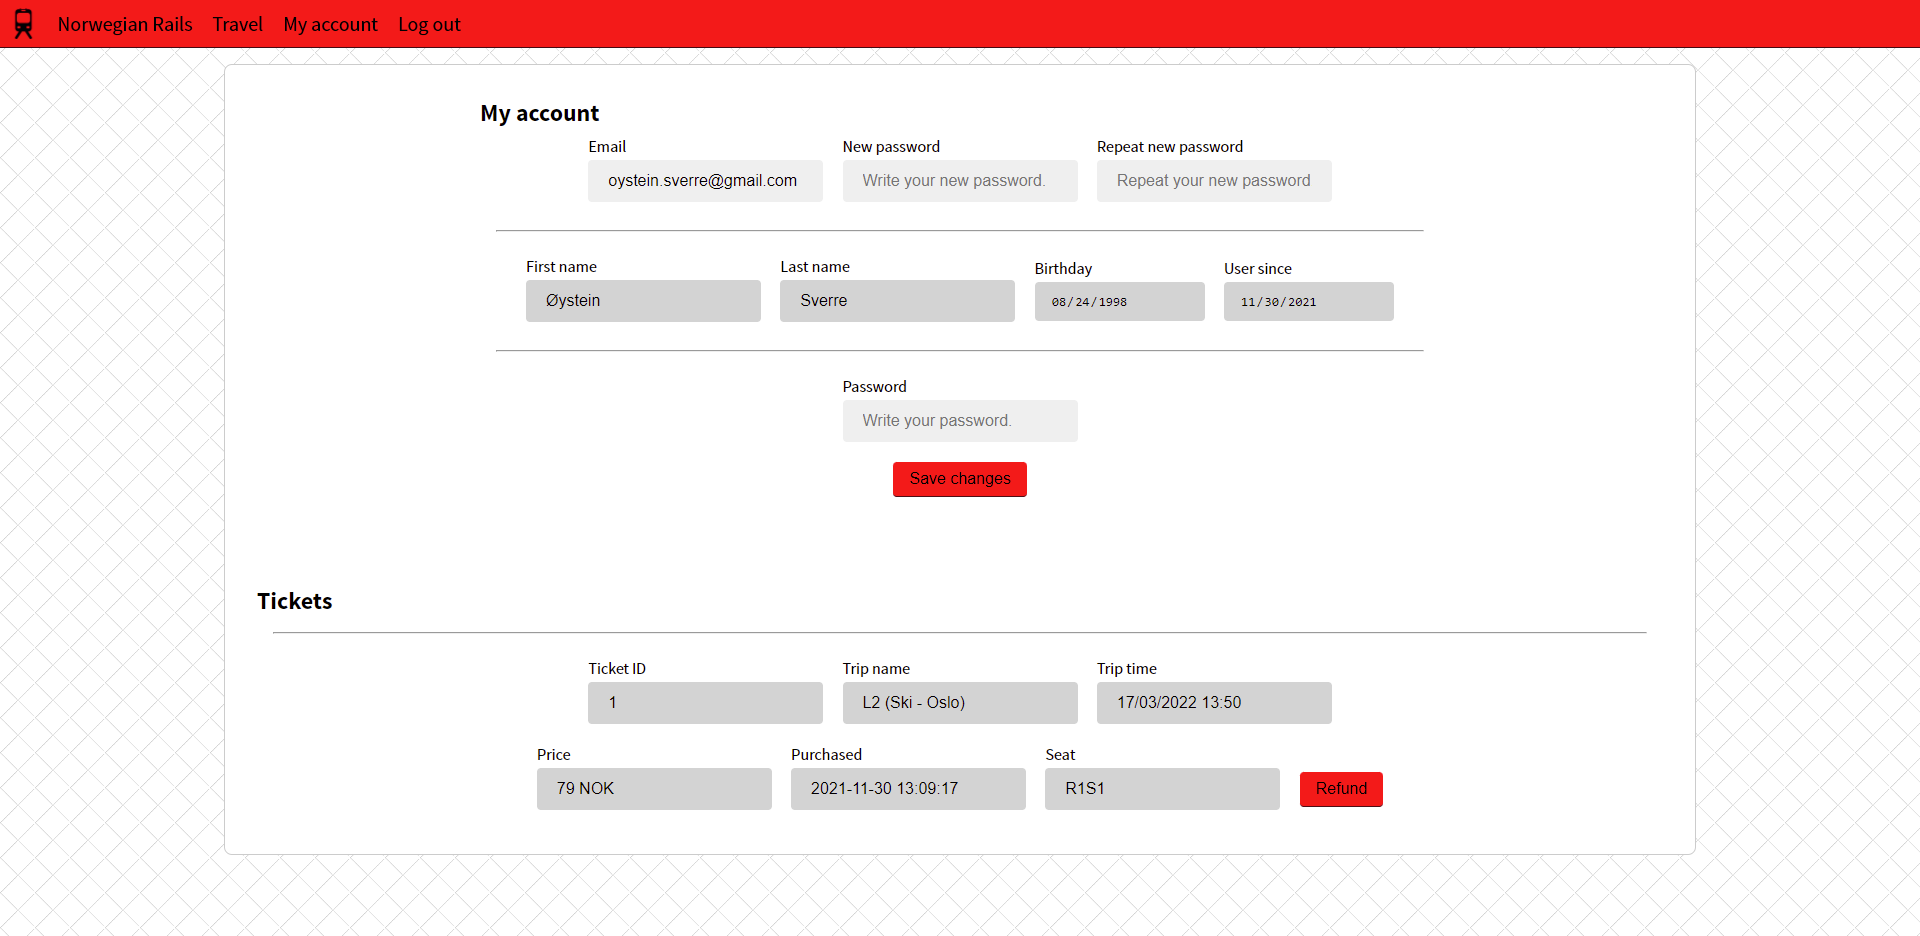 Norwegian Rails Travel My account Log out
My account
Email New password Repeat new password
oystein.sverre@gmail.com Write your new password. Repeat your new password
First name Last name Birthday User since
Øystein Sverre 08/24/1998 11/30/2021
Password
Write your password.
Save changes
Tickets
Ticket ID Trip name Trip time
1 L2 (Ski - Oslo) 17/03/2022 13:50
Price Purchased Seat
79 NOK 2021-11-30 13:09:17 R1S1 Refund